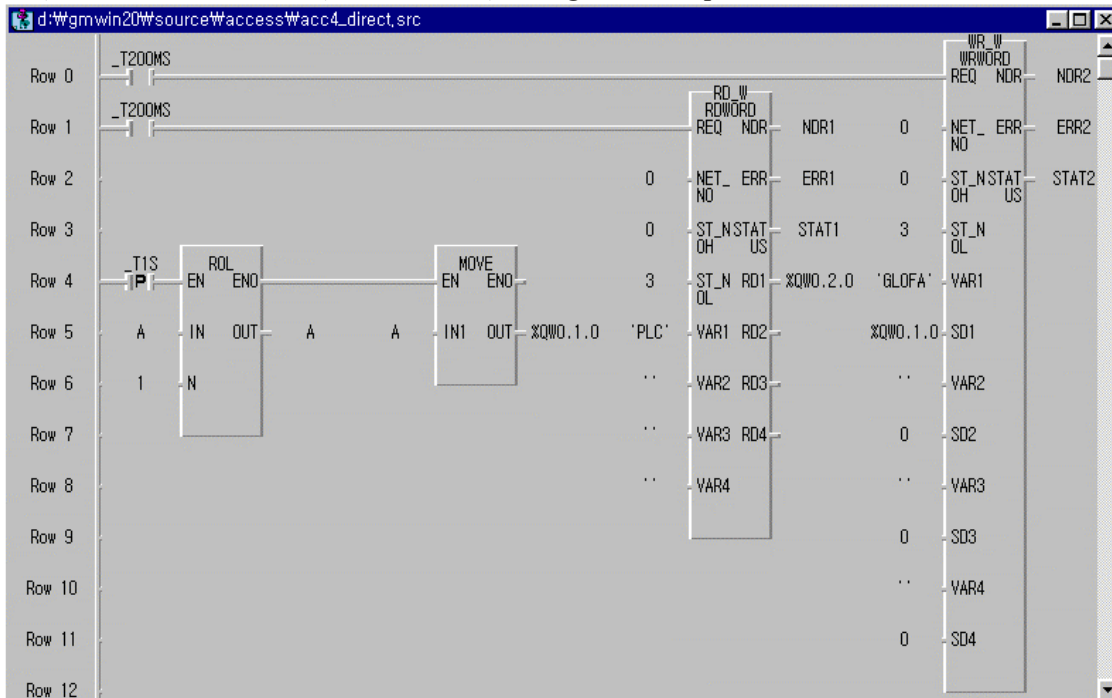 d:₩gmwin20₩source₩access₩acc4_direct,src
WR_W
_T200MS WRWORD
Row 0 REQ NDR NDR2
RD_W
_T200MS RDWORD
Row 1 REQ NDR NDR1 0 NET_ ERR ERR2
NO
Row 2 0 NET_ ERR ERR1 0 ST_NSTAT STAT2
NO OH US
Row 3 0 ST_NSTAT STAT1 3 ST_N
OH US OL
_T1S ROL MOVE
Row 4 P EN ENO EN ENO 3 ST_N RD1 %QW0.2.0 'GLOFA' VAR1
OL
Row 5 A IN OUT A A IN1 OUT %QW0.1.0 'PLC' VAR1 RD2 %QW0.1.0 SD1
Row 6 1 N '' VAR2 RD3 '' VAR2
Row 7 '' VAR3 RD4 0 SD2
Row 8 '' VAR4 '' VAR3
Row 9 0 SD3
Row 10 '' VAR4
Row 11 0 SD4
Row 12